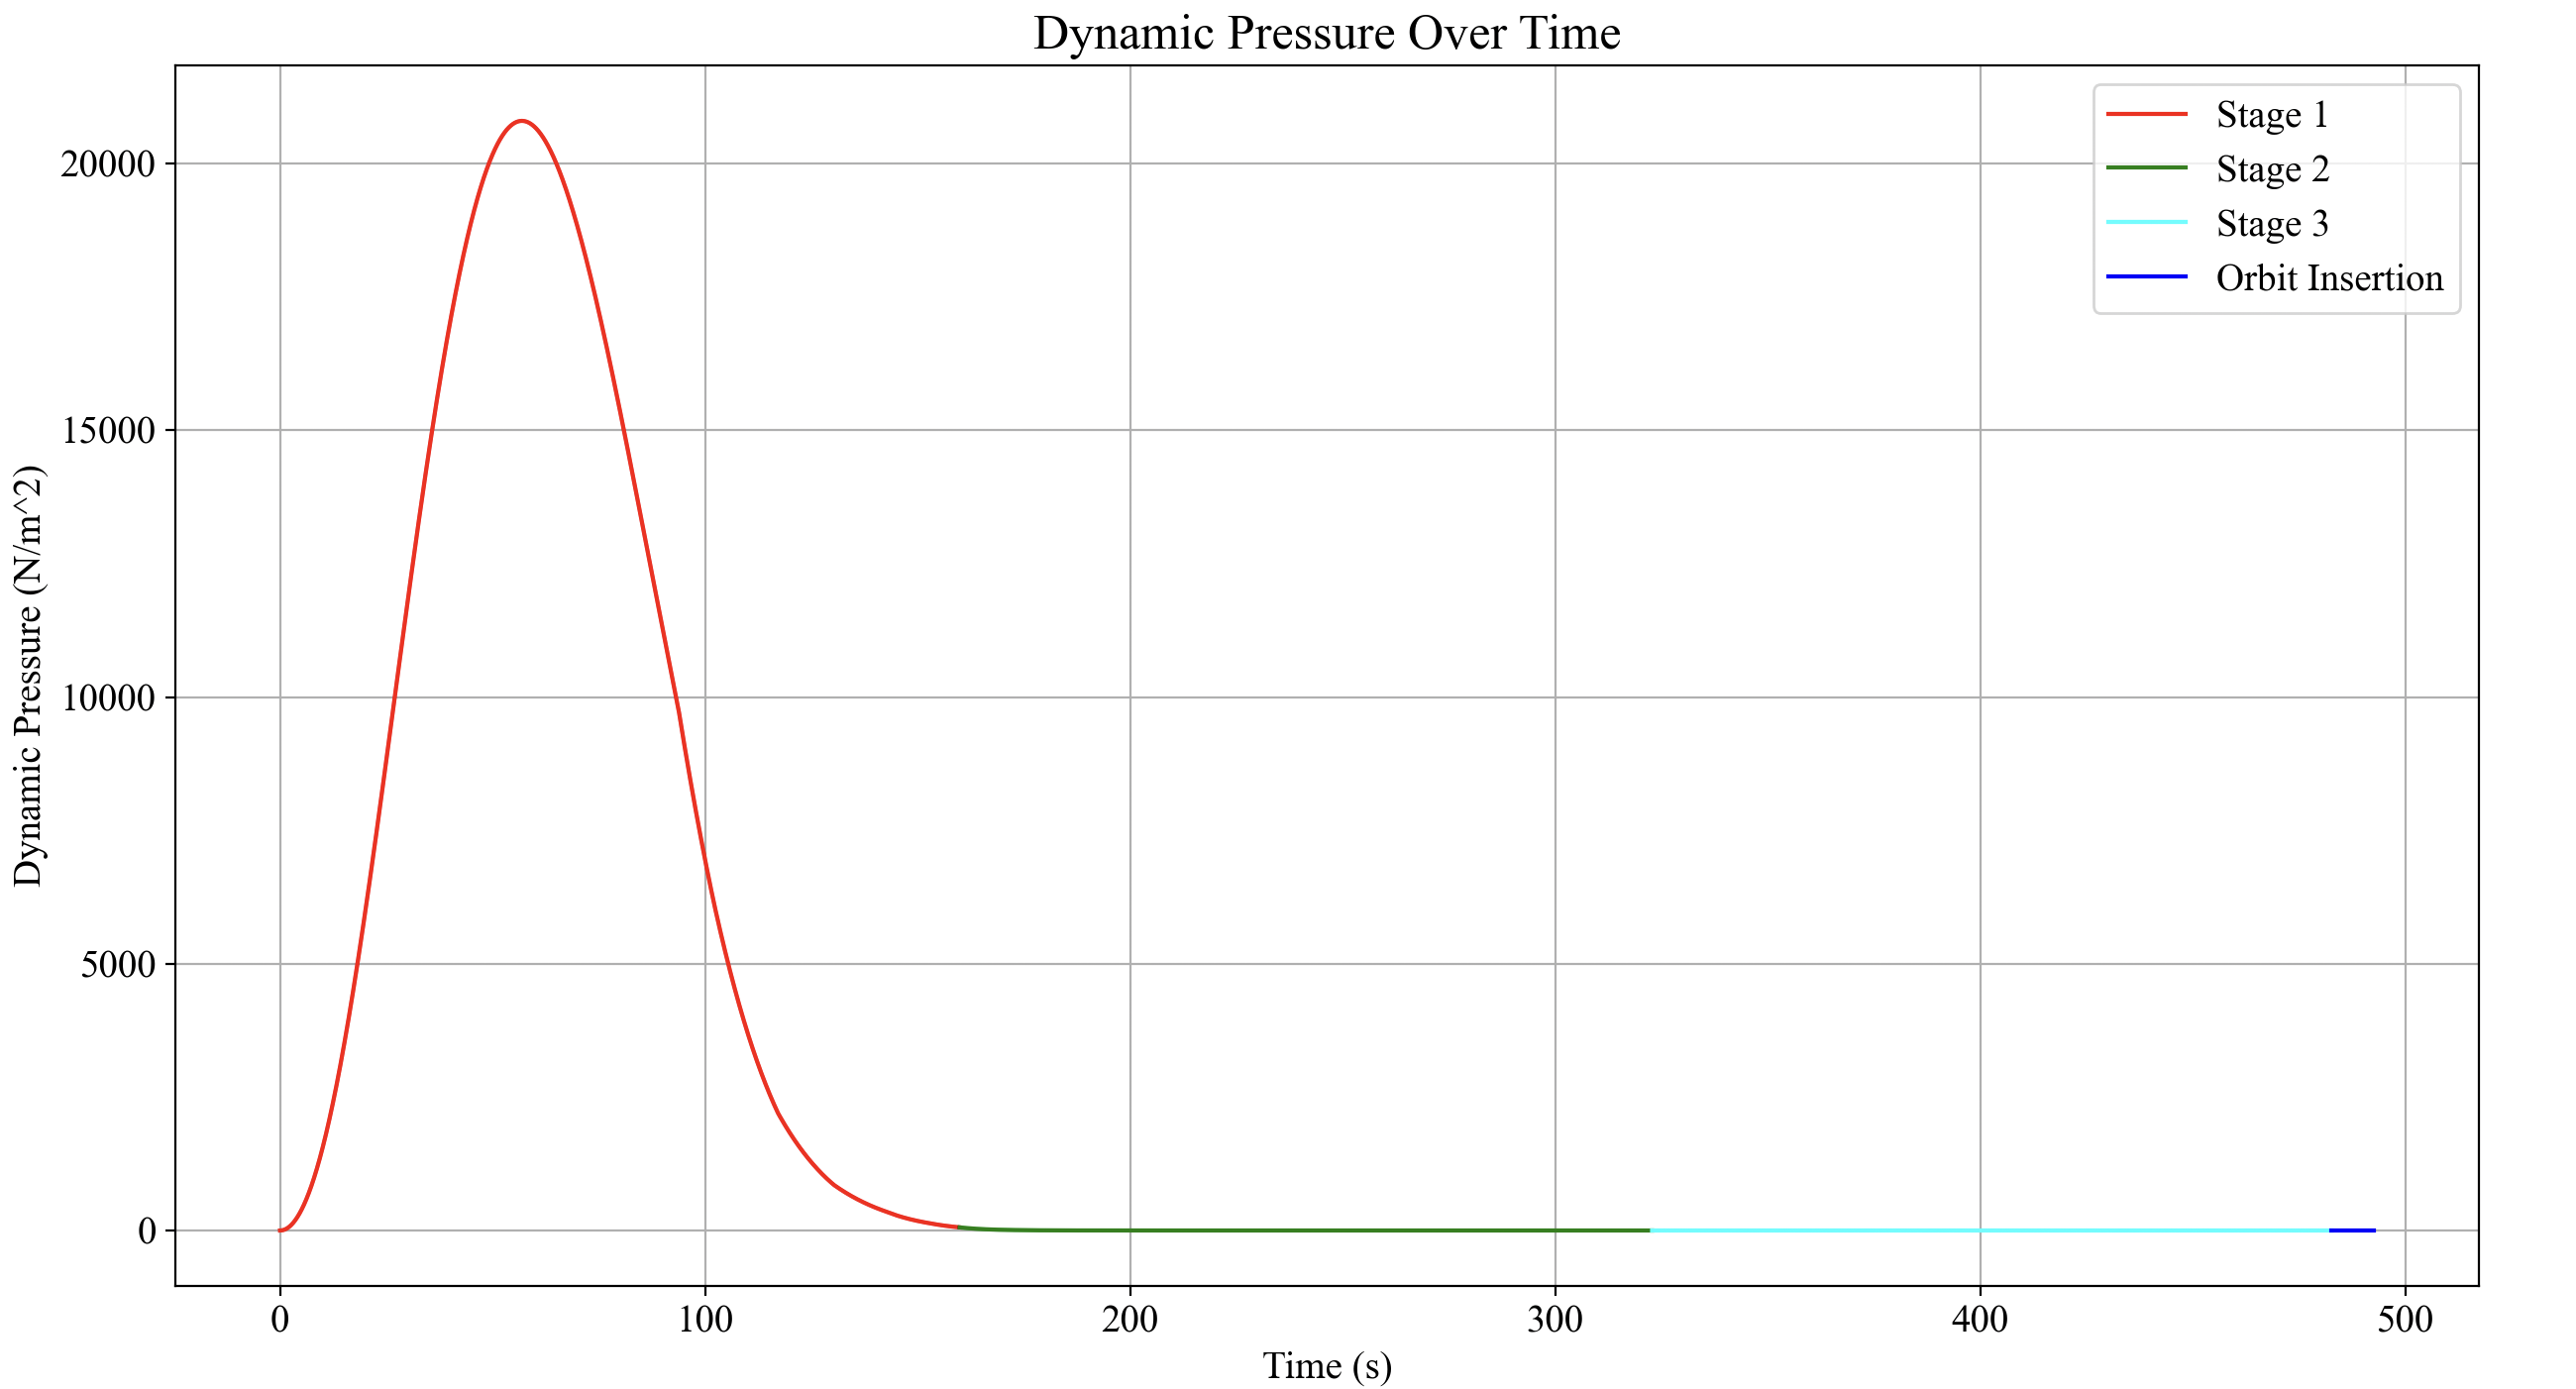 Dynamic Pressure Over Time
Stage 1
Stage 2
Stage 3
Orbit Insertion
Dynamic Pressure (N/m^2)
20000
15000
10000
5000
0
0 100 200 300 400 500
Time (s)